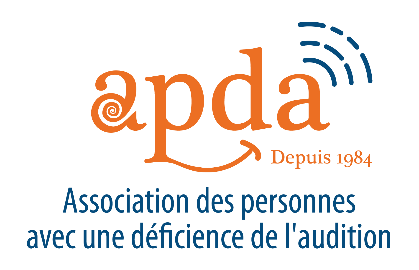 apda
Depuis 1984
Association des personnes
avec une déficience de l'audition